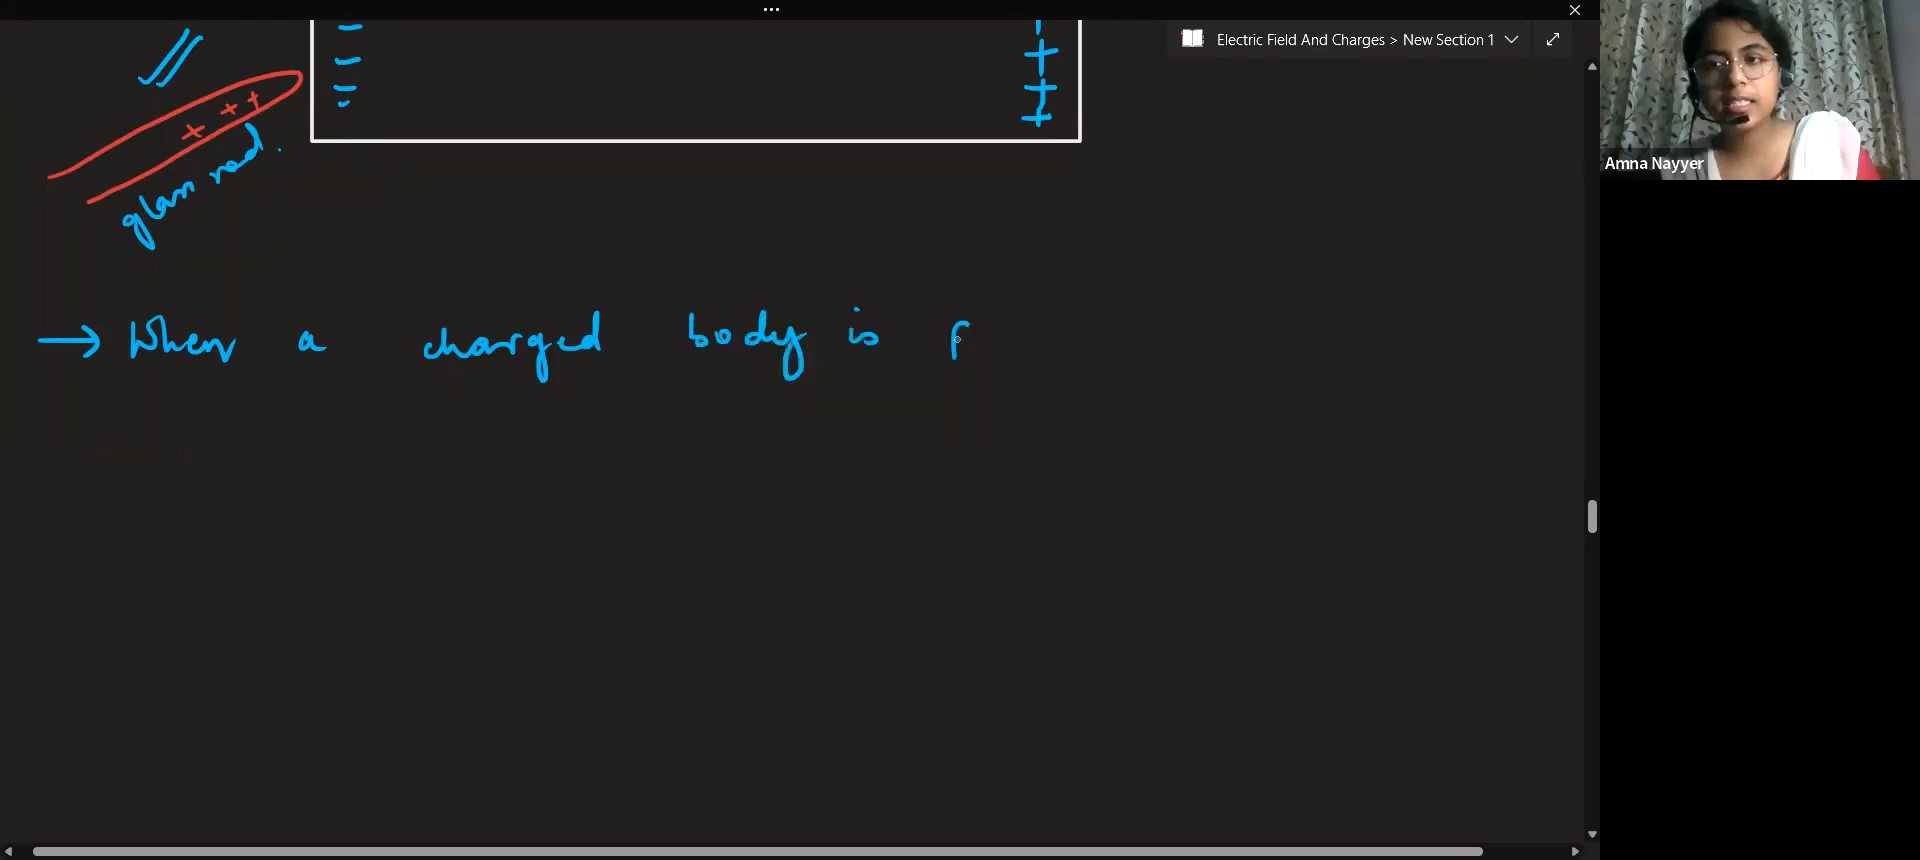 Electric Field And Charges > New Section 1
Amna Nayyer
glass rod.
→ When a charged body is